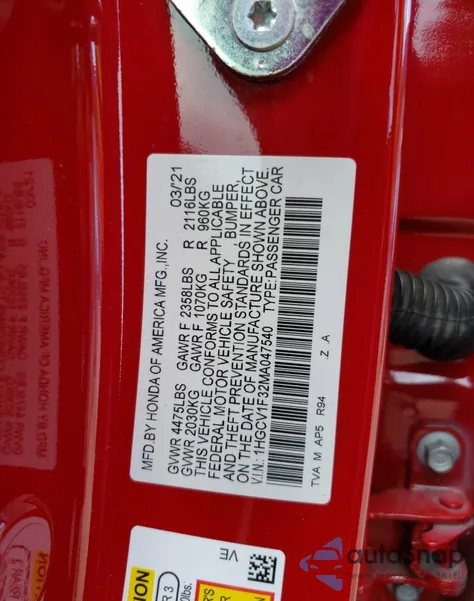 MFD.BY HONDA OF AMERICA MFG.,INC. 03/21
GVWR 4475LBS GAWR F 2358LBS R 2116LBS
GVWR 2030KG GAWR F 1070KG R 960KG
THIS VEHICLE CONFORMS TO ALL APPLICABLE
FEDERAL MOTOR VEHICLE SAFETY , BUMPER,
AND THEFT PREVENTION STANDARDS IN EFFECT
ON THE DATE OF MANUFACTURE SHOWN ABOVE.
V.I.N.: 1HGCV1F32MA047540 TYPE:PASSENGER CAR
TVA M AP5 R94 Z A
VE
autosnap